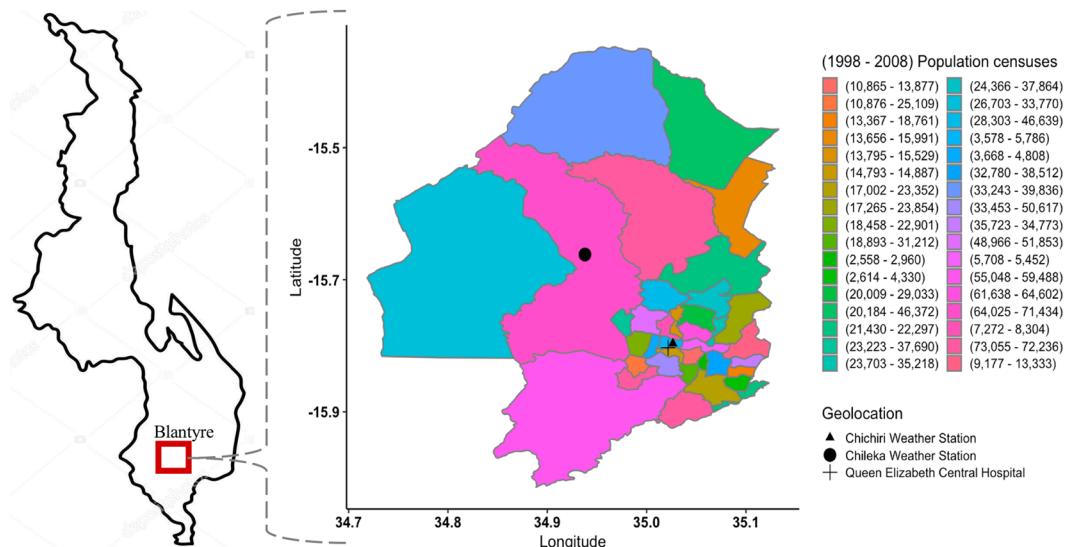 Blantyre
Latitude
-15.5
-15.7
-15.9
34.7 34.8 34.9 35.0 35.1
Longitude
(1998 - 2008) Population censuses
(10,865 - 13,877)
(10,876 - 25,109)
(13,367 - 18,761)
(13,656 - 15,991)
(13,795 - 15,529)
(14,793 - 14,887)
(17,002 - 23,352)
(17,265 - 23,854)
(18,458 - 22,901)
(18,893 - 31,212)
(2,558 - 2,960)
(2,614 - 4,330)
(20,009 - 29,033)
(20,184 - 46,372)
(21,430 - 22,297)
(23,223 - 37,690)
(23,703 - 35,218)
(24,366 - 37,864)
(26,703 - 33,770)
(28,303 - 46,639)
(3,578 - 5,786)
(3,668 - 4,808)
(32,780 - 38,512)
(33,243 - 39,836)
(33,453 - 50,617)
(35,723 - 34,773)
(48,966 - 51,853)
(5,708 - 5,452)
(55,048 - 59,488)
(61,638 - 64,602)
(64,025 - 71,434)
(7,272 - 8,304)
(73,055 - 72,236)
(9,177 - 13,333)
Geolocation
Chichiri Weather Station
Chileka Weather Station
Queen Elizabeth Central Hospital